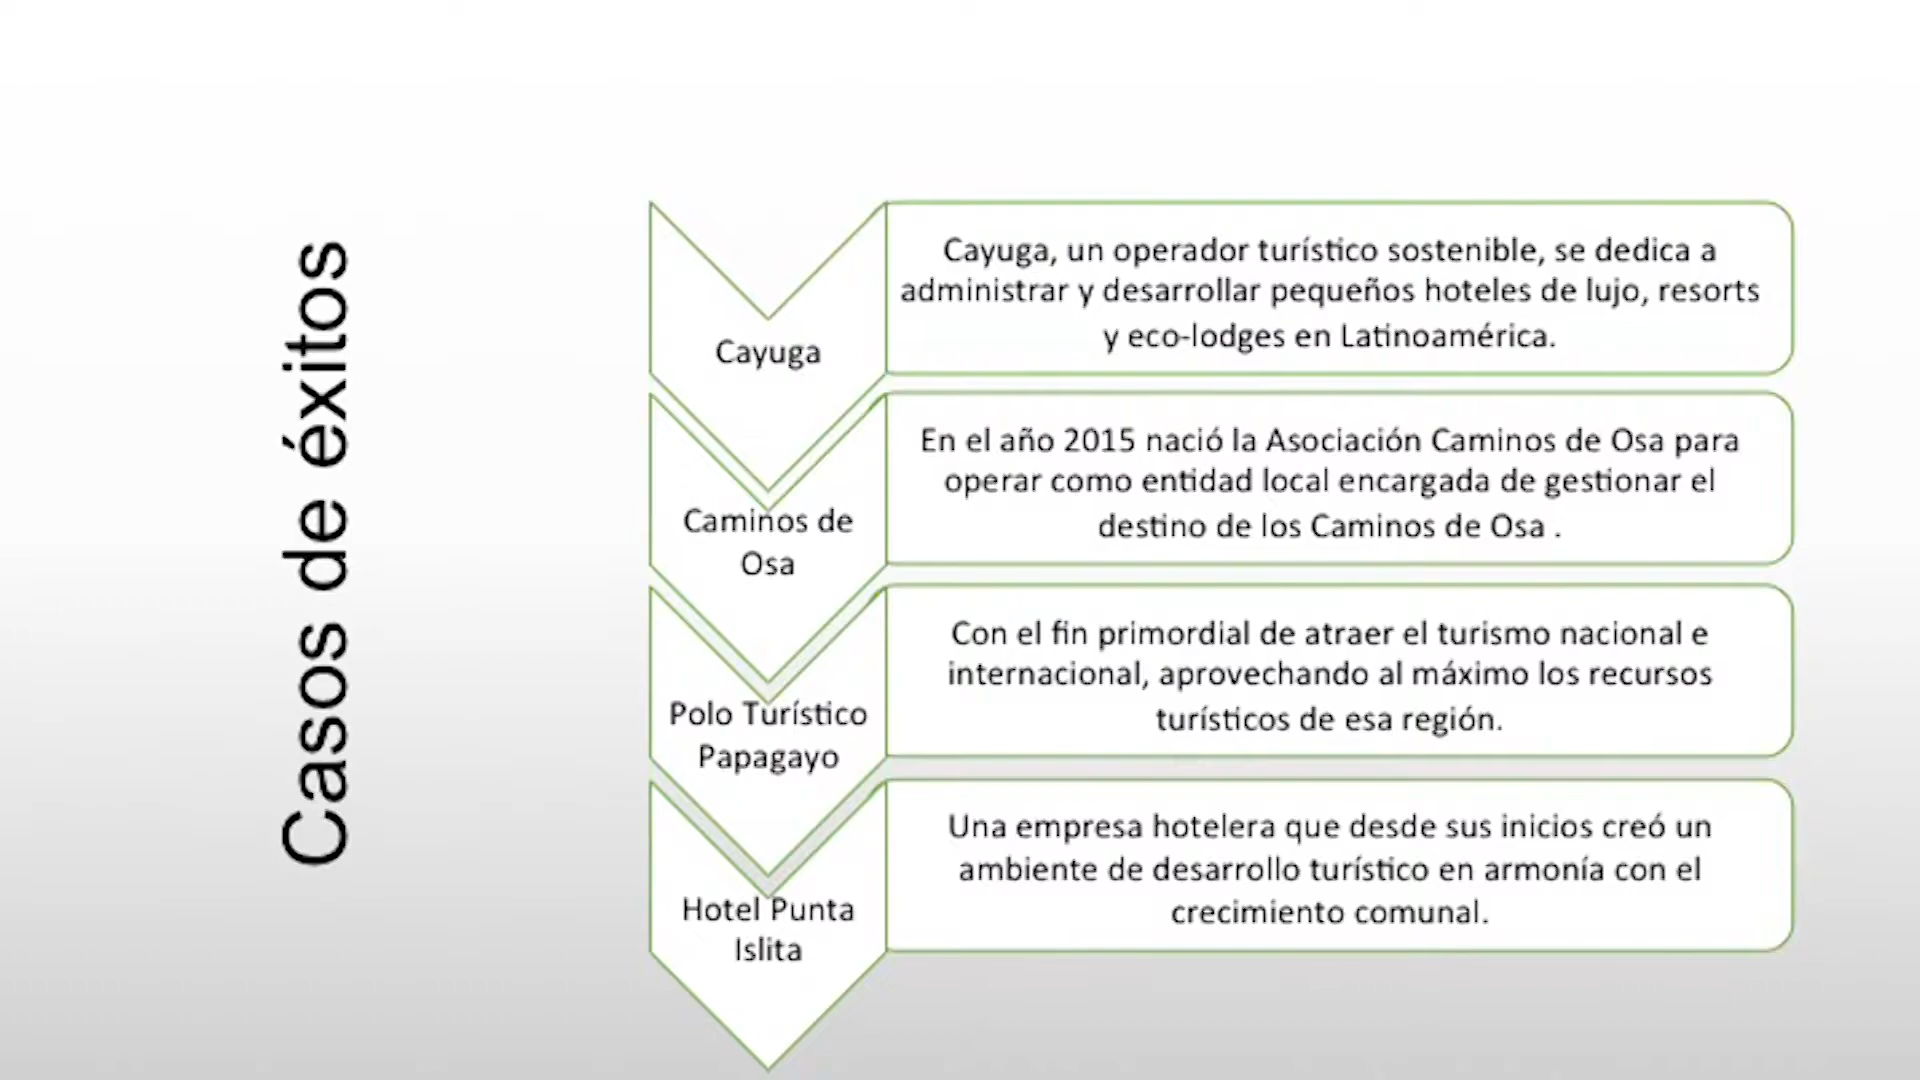 Casos de éxitos
Cayuga
Cayuga, un operador turístico sostenible, se dedica a
administrar y desarrollar pequeños hoteles de lujo, resorts
y eco-lodges en Latinoamérica.
Caminos de
Osa
En el año 2015 nació la Asociación Caminos de Osa para
operar como entidad local encargada de gestionar el
destino de los Caminos de Osa .
Polo Turístico
Papagayo
Con el fin primordial de atraer el turismo nacional e
internacional, aprovechando al máximo los recursos
turísticos de esa región.
Hotel Punta
Islita
Una empresa hotelera que desde sus inicios creó un
ambiente de desarrollo turístico en armonía con el
crecimiento comunal.